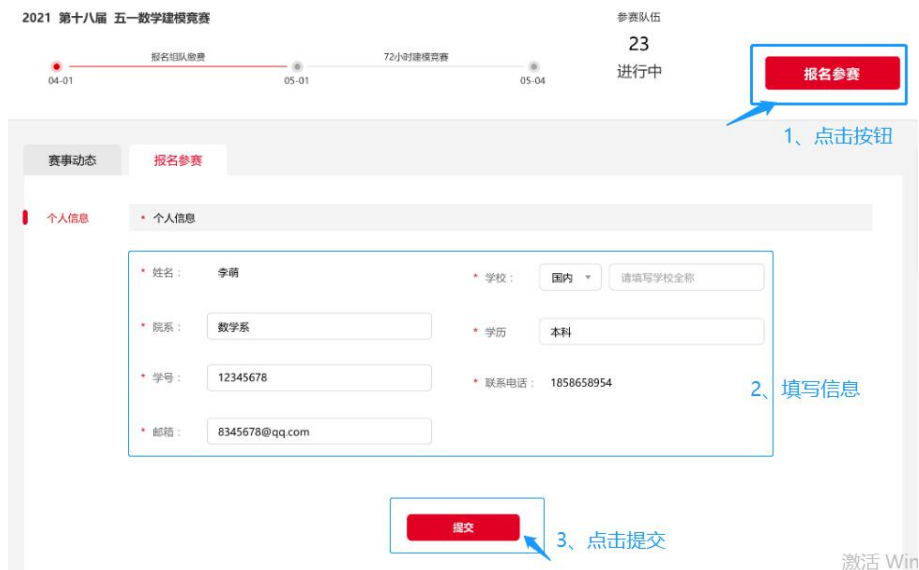 2021 第十八届 五一数学建模竞赛
参赛队伍
23
进行中
报名组队缴费
72小时建模竞赛
04-01
05-01
05-04
报名参赛
1、点击按钮
赛事动态
报名参赛
个人信息
* 个人信息
* 姓名： 李萌
* 学校： 国内 请填写学校全称
* 院系： 数学系
* 学历 本科
* 学号： 12345678
* 联系电话： 1858658954
2、填写信息
* 邮箱： 8345678@qq.com
提交
3、点击提交
激活 Win